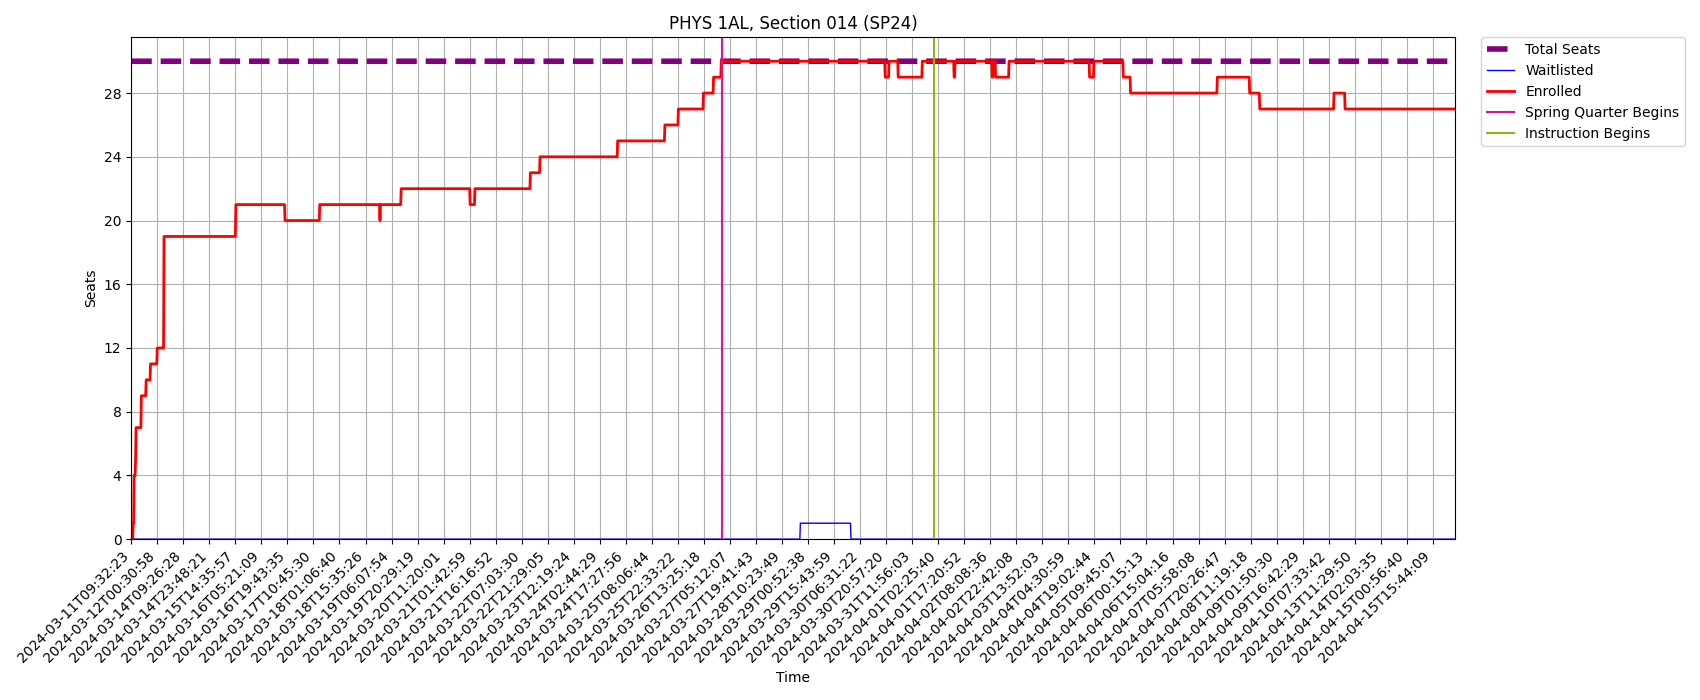 PHYS 1AL, Section 014 (SP24)
Total Seats
Waitlisted
Enrolled
Spring Quarter Begins
Instruction Begins
Seats
28
24
20
16
12
8
4
0
2024-03-11T09:32:23
2024-03-12T00:30:58
2024-03-14T09:26:28
2024-03-14T23:48:21
2024-03-15T14:35:57
2024-03-16T05:21:09
2024-03-16T19:43:35
2024-03-17T10:45:30
2024-03-18T01:06:40
2024-03-18T15:35:26
2024-03-19T06:07:54
2024-03-19T20:29:19
2024-03-20T11:20:01
2024-03-21T01:42:59
2024-03-21T16:16:52
2024-03-22T07:03:30
2024-03-22T21:29:05
2024-03-23T12:19:24
2024-03-24T02:44:29
2024-03-24T17:27:56
2024-03-25T08:06:44
2024-03-25T22:33:22
2024-03-26T13:25:18
2024-03-27T05:12:07
2024-03-27T19:41:43
2024-03-28T10:23:49
2024-03-29T00:52:38
2024-03-29T15:43:59
2024-03-30T06:31:22
2024-03-30T20:57:20
2024-03-31T11:56:03
2024-04-01T02:25:40
2024-04-01T17:20:52
2024-04-02T08:08:36
2024-04-02T22:42:08
2024-04-03T13:52:03
2024-04-04T04:30:59
2024-04-04T19:02:44
2024-04-05T09:45:07
2024-04-06T00:15:13
2024-04-06T15:04:16
2024-04-07T05:58:08
2024-04-07T20:26:47
2024-04-08T11:19:18
2024-04-09T01:50:30
2024-04-09T16:42:29
2024-04-10T07:33:42
2024-04-13T11:29:50
2024-04-14T02:03:35
2024-04-15T00:56:40
2024-04-15T15:44:09
Time